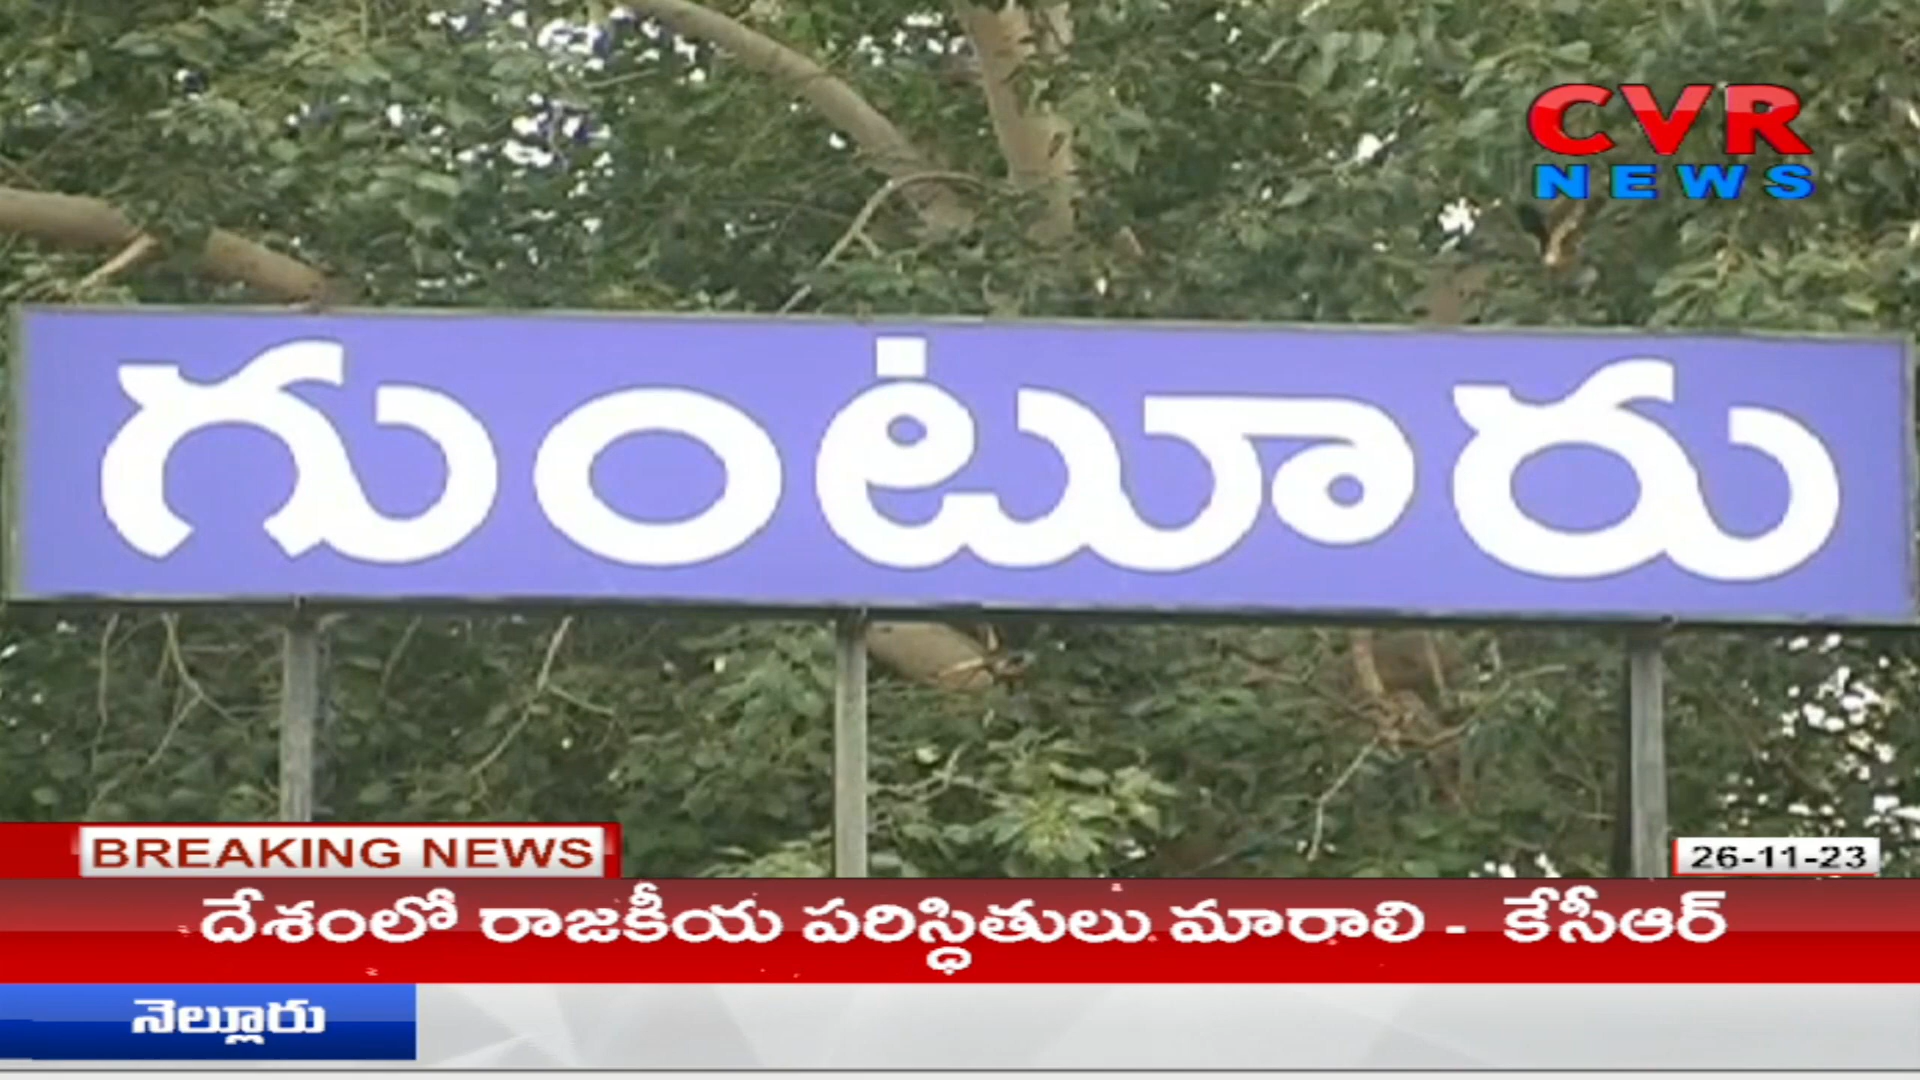 CVR
NEWS
గుంటూరు
BREAKING NEWS
26-11-23
దేశంలో రాజకీయ పరిస్థితులు మారాలి - కేసీఆర్
నెల్లూరు